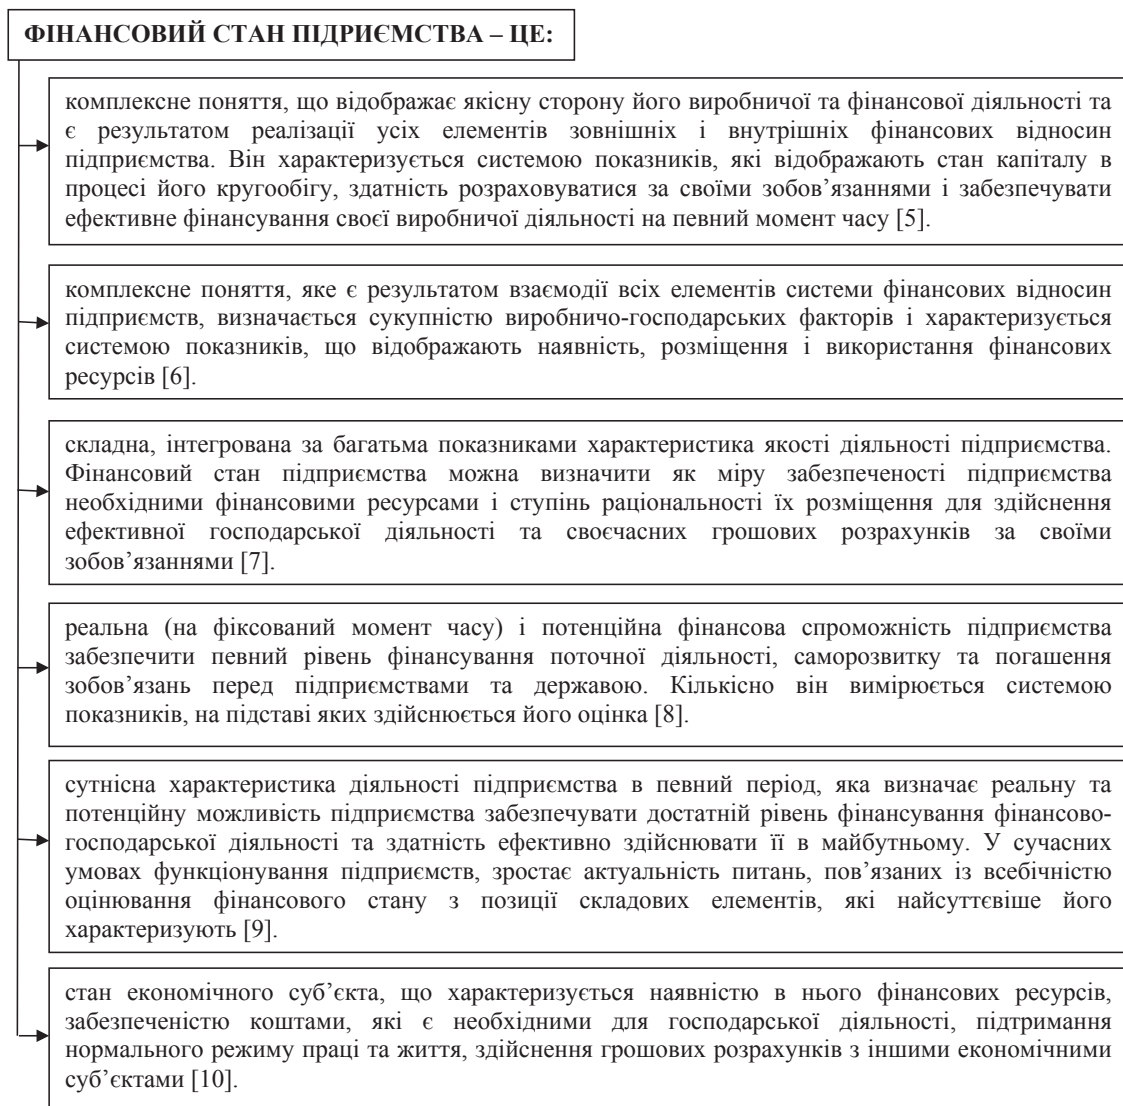 ФІНАНСОВИЙ СТАН ПІДРИЄМСТВА – ЦЕ:
комплексне поняття, що відображає якісну сторону його виробничої та фінансової діяльності та
є результатом реалізації усіх елементів зовнішніх і внутрішніх фінансових відносин
підприємства. Він характеризується системою показників, які відображають стан капіталу в
процесі його кругообігу, здатність розраховуватися за своїми зобов’язаннями і забезпечувати
ефективне фінансування своєї виробничої діяльності на певний момент часу [5].
комплексне поняття, яке є результатом взаємодії всіх елементів системи фінансових відносин
підприємств, визначається сукупністю виробничо-господарських факторів і характеризується
системою показників, що відображають наявність, розміщення і використання фінансових
ресурсів [6].
складна, інтегрована за багатьма показниками характеристика якості діяльності підприємства.
Фінансовий стан підприємства можна визначити як міру забезпеченості підприємства
необхідними фінансовими ресурсами і ступінь раціональності їх розміщення для здійснення
ефективної господарської діяльності та своєчасних грошових розрахунків за своїми
зобов’язаннями [7].
реальна (на фіксований момент часу) і потенційна фінансова спроможність підприємства
забезпечити певний рівень фінансування поточної діяльності, саморозвитку та погашення
зобов’язань перед підприємствами та державою. Кількісно він вимірюється системою
показників, на підставі яких здійснюється його оцінка [8].
сутнісна характеристика діяльності підприємства в певний період, яка визначає реальну та
потенційну можливість підприємства забезпечувати достатній рівень фінансування фінансово-
господарської діяльності та здатність ефективно здійснювати її в майбутньому. У сучасних
умовах функціонування підприємств, зростає актуальність питань, пов’язаних із всебічністю
оцінювання фінансового стану з позиції складових елементів, які найсуттєвіше його
характеризують [9].
стан економічного суб’єкта, що характеризується наявністю в нього фінансових ресурсів,
забезпеченістю коштами, які є необхідними для господарської діяльності, підтримання
нормального режиму праці та життя, здійснення грошових розрахунків з іншими економічними
суб’єктами [10].